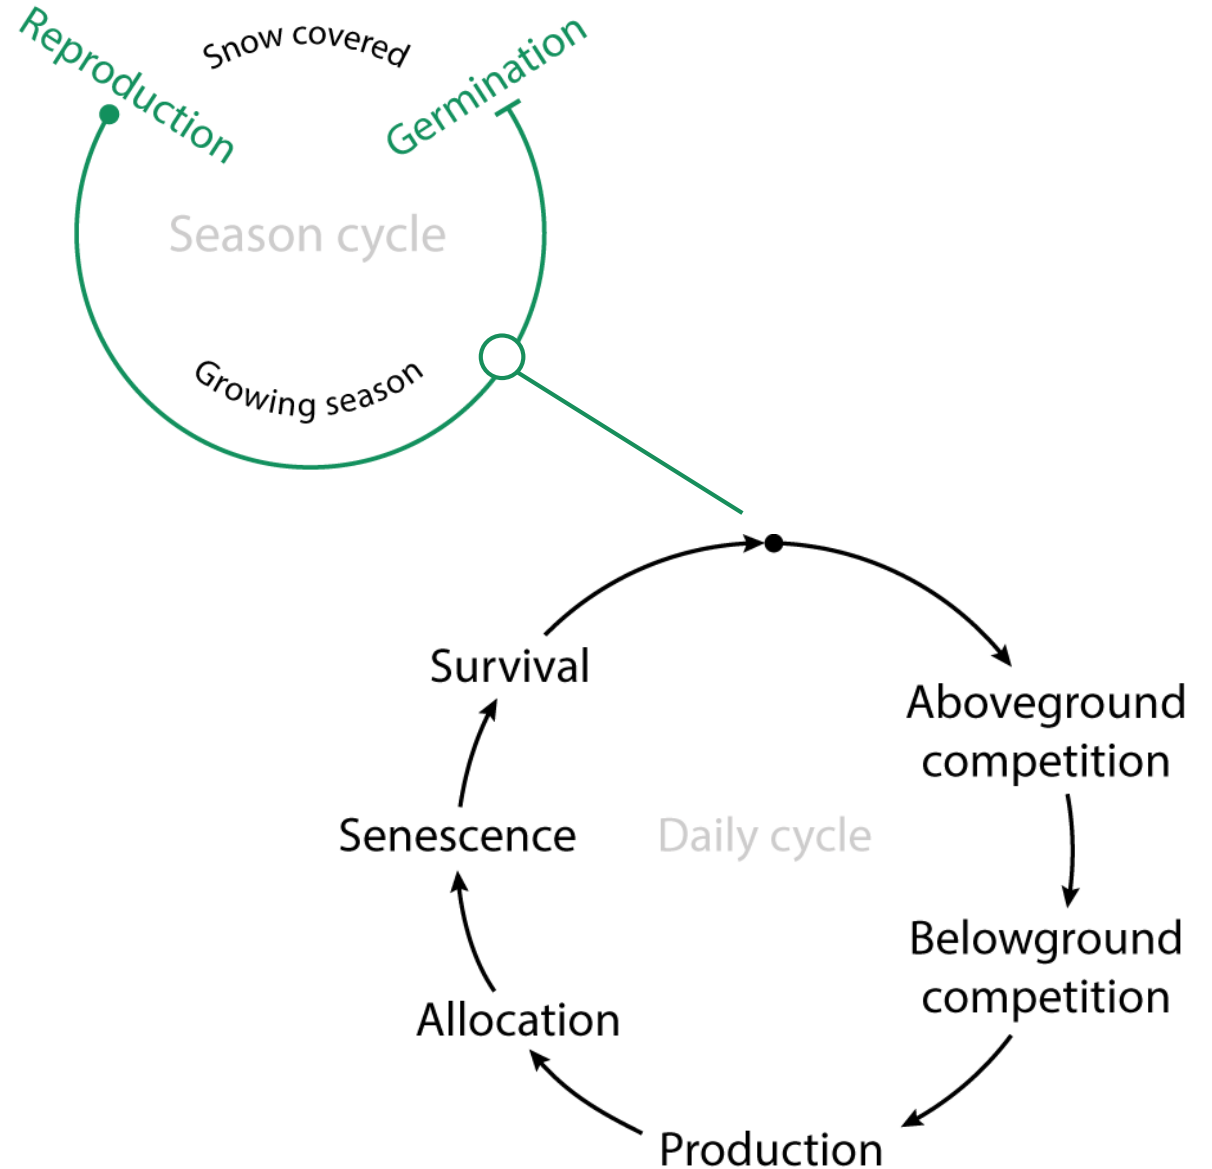 Reproduction
Snow covered
Germination
Season cycle
Growing season
Survival
Aboveground
competition
Senescence
Daily cycle
Belowground
competition
Allocation
Production